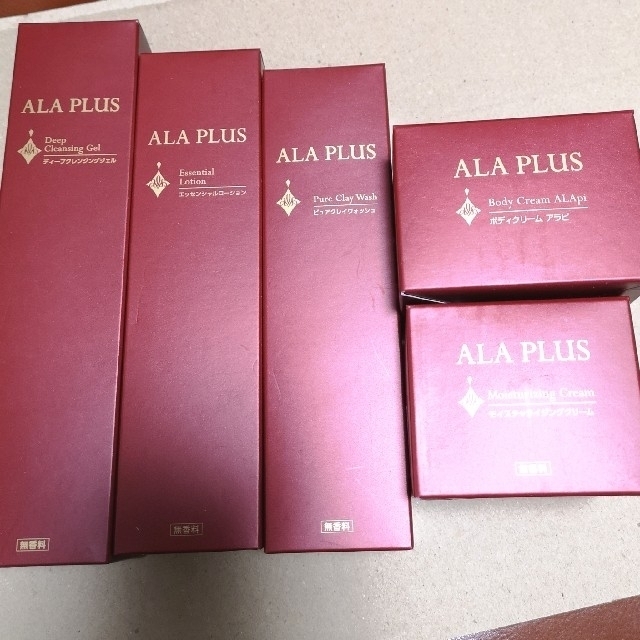 ALA PLUS
Deep
Cleansing Gel
ディープクレンジングジェル
無香料
ALA PLUS
Essential
Lotion
エッセンシャルローション
無香料
ALA PLUS
Pure Clay Wash
ピュアクレイウォッシュ
無香料
ALA PLUS
Body Cream ALApi
ボディクリーム アラピ
ALA PLUS
Moisturising Cream
モイスチャライジングクリーム
無香料